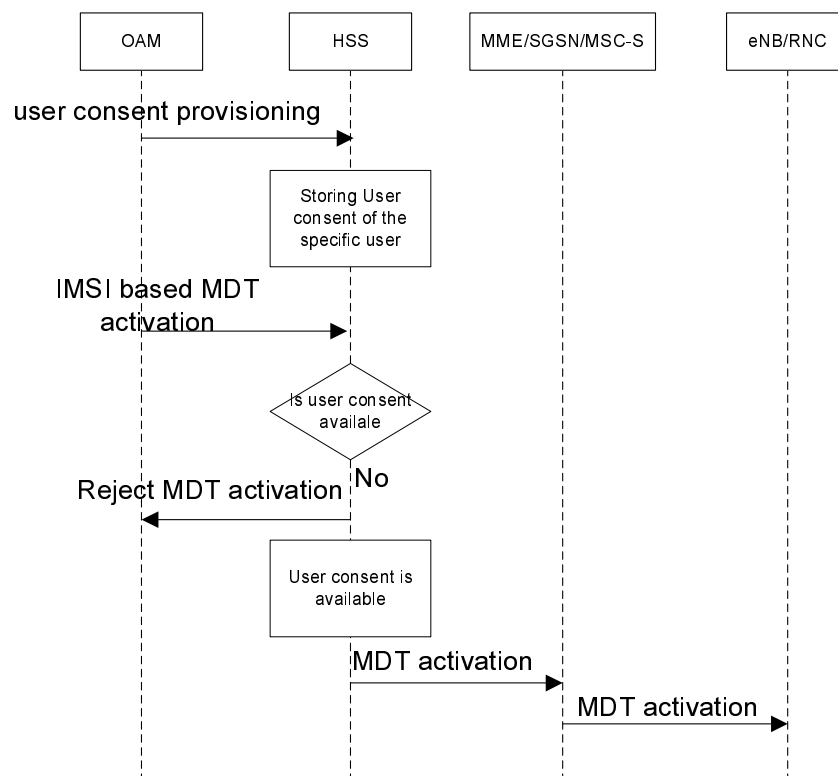 OAM
HSS
MME/SGSN/MSC-S
eNB/RNC
user consent provisioning
Storing User
consent of the
specific user
IMSI based MDT
activation
Is user consent
availale
No
Reject MDT activation
User consent is
available
MDT activation
MDT activation